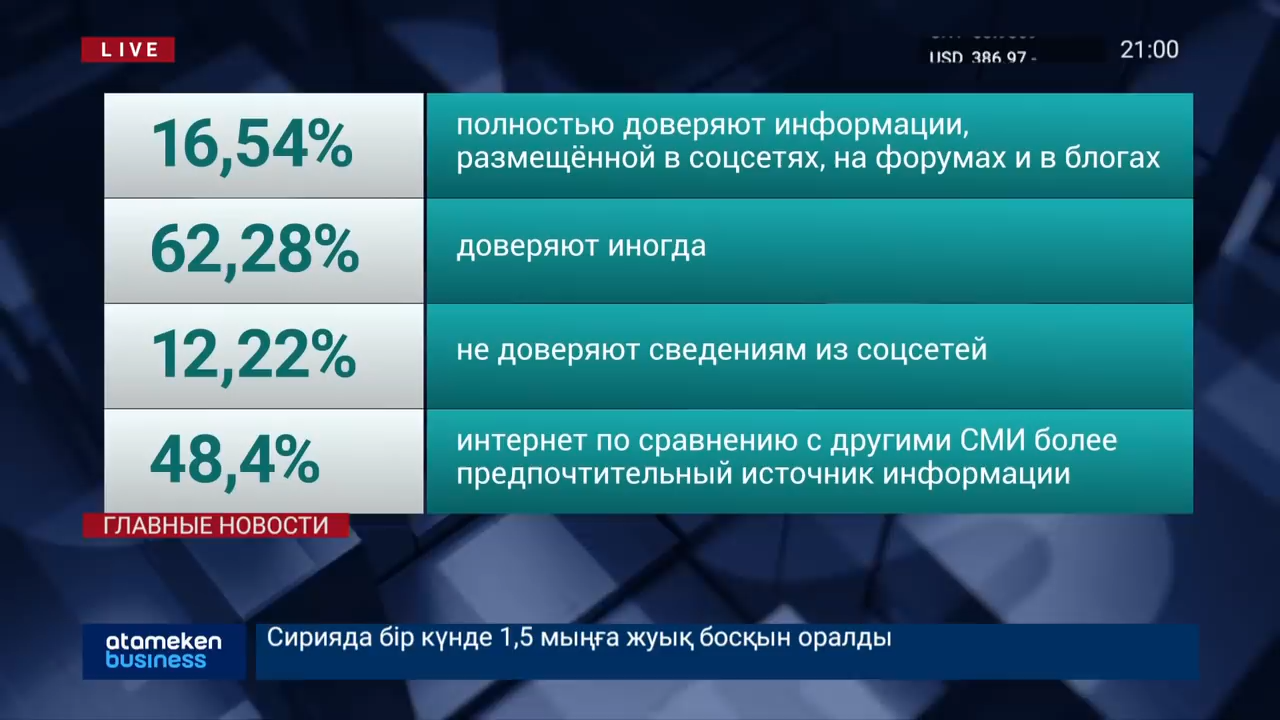 LIVE
USD 386.97 -
21:00
16,54%
полностью доверяют информации,
размещённой в соцсетях, на форумах и в блогах
62,28%
доверяют иногда
12,22%
не доверяют сведениям из соцсетей
48,4%
интернет по сравнению с другими СМИ более
предпочтительный источник информации
ГЛАВНЫЕ НОВОСТИ
atameken
business
Сирияда бір күнде 1,5 мыңға жуық босқын оралды